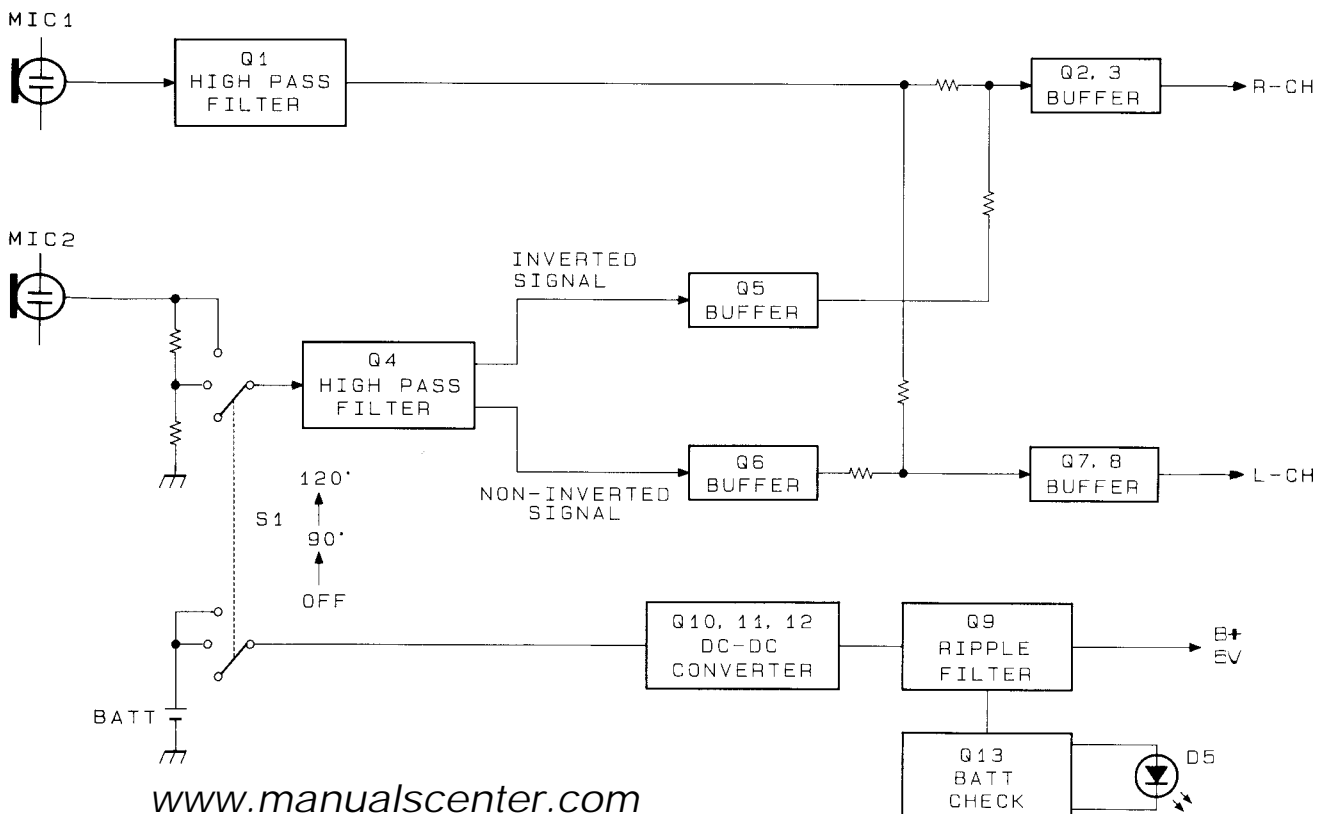 MIC1
Q1
HIGH PASS
FILTER
Q2, 3
BUFFER
R-CH
MIC2
INVERTED
SIGNAL
Q5
BUFFER
Q4
HIGH PASS
FILTER
Q6
BUFFER
Q7, 8
BUFFER
L-CH
NON-INVERTED
SIGNAL
S1
120°
90°
OFF
Q10, 11, 12
DC-DC
CONVERTER
Q9
RIPPLE
FILTER
B+
5V
BATT
Q13
BATT
CHECK
D5
www.manualscenter.com